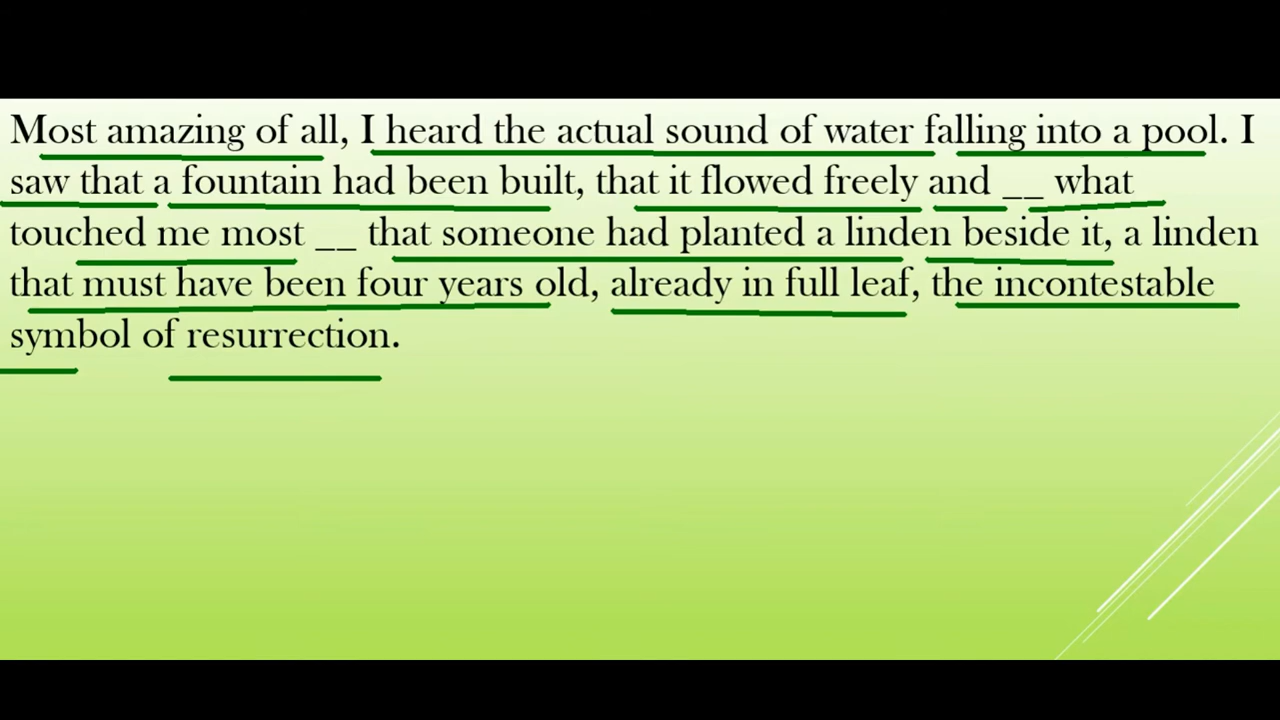 Most amazing of all, I heard the actual sound of water falling into a pool. I
saw that a fountain had been built, that it flowed freely and __ what
touched me most __ that someone had planted a linden beside it, a linden
that must have been four years old, already in full leaf, the incontestable
symbol of resurrection.